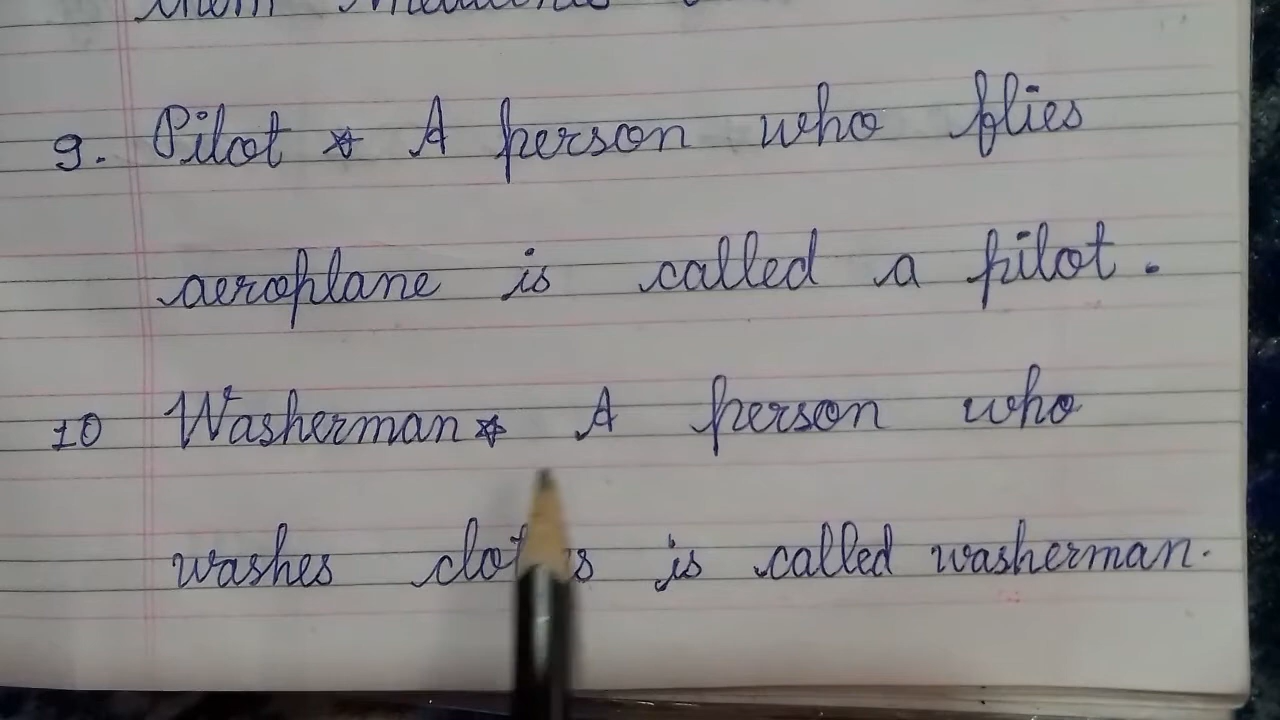 9. Pilot * A person who flies
aeroplane is called a pilot.
10 Washerman * A person who
washes is called washerman.